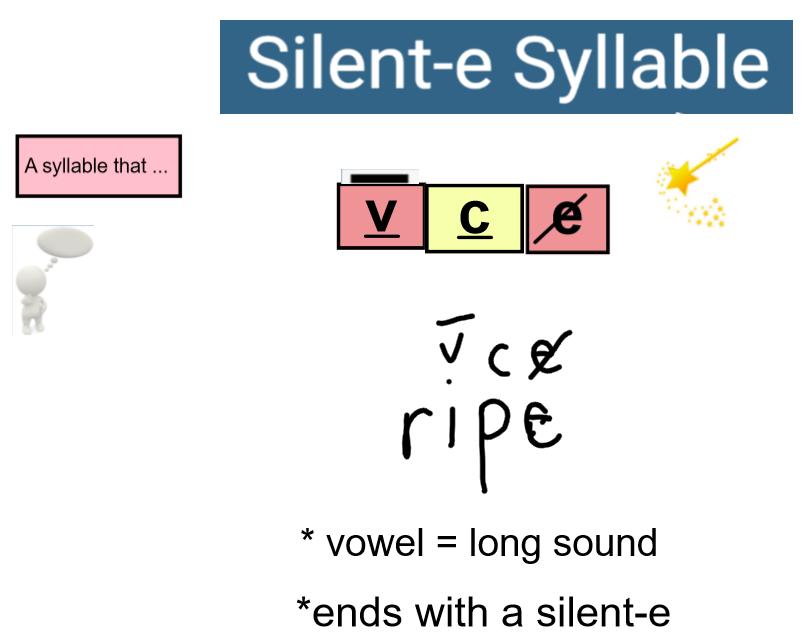 Silent-e Syllable
A syllable that ...
v c e
v c e
ripe
* vowel = long sound
*ends with a silent-e